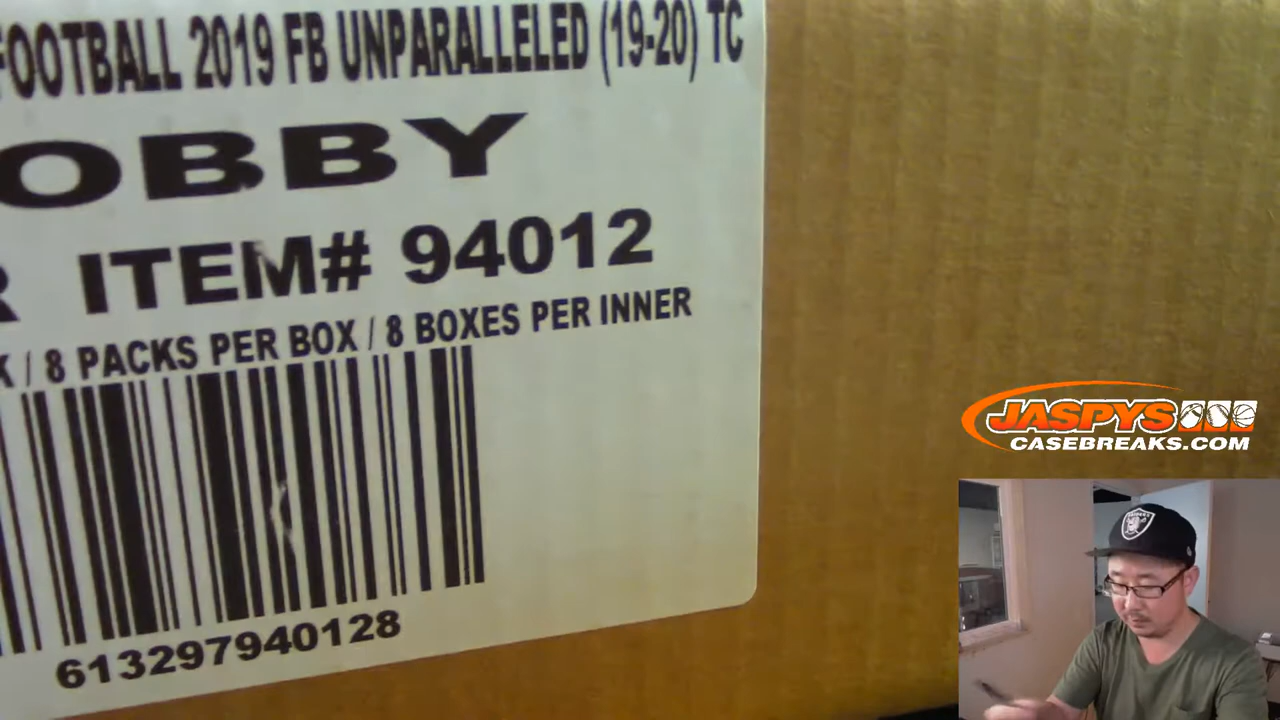 FOOTBALL 2019 FB UNPARALLELED (19-20) TC
OBBY
ITEM# 94012
/ 8 PACKS PER BOX / 8 BOXES PER INNER
613297940128
JASPYS
CASEBREAKS.COM
RAIDERS